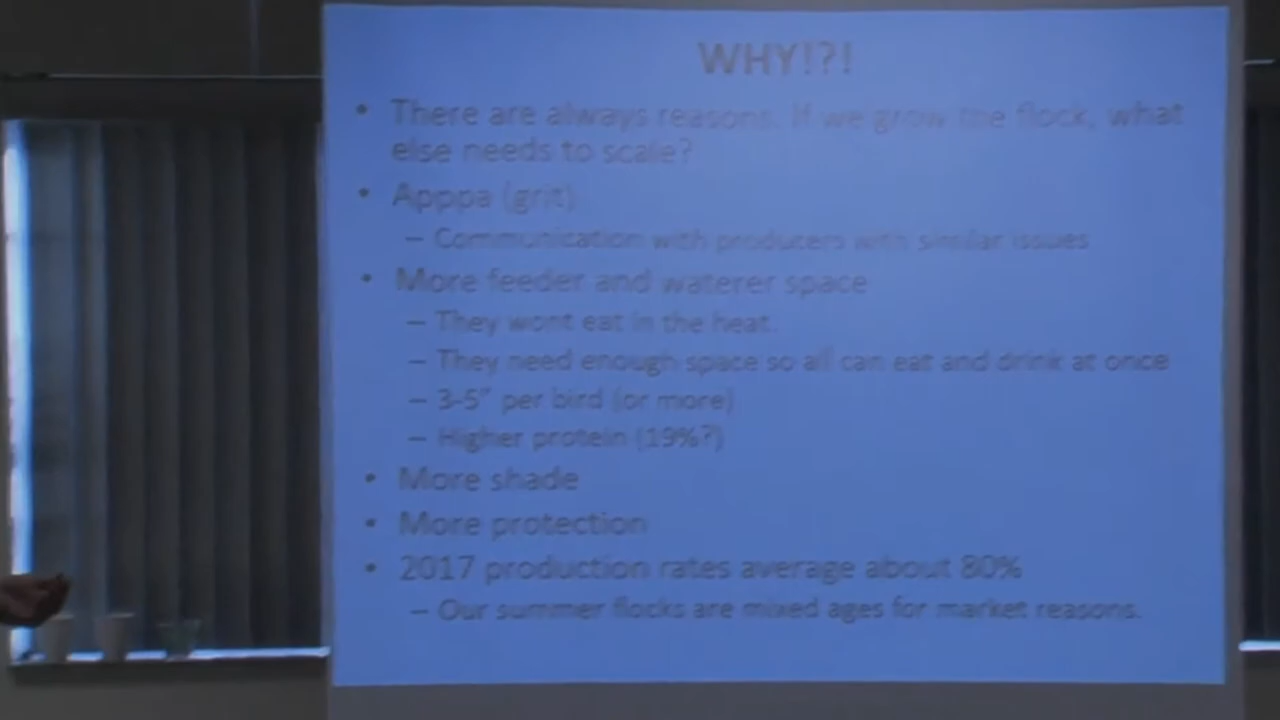 WHY!?!
• There are always reasons. If we grow the flock, what
else needs to scale?
• Apppa (grit)
– Communication with producers with similar issues
• More feeder and waterer space
– They wont eat in the heat.
– They need enough space so all can eat and drink at once
– 3-5" per bird (or more)
– Higher protein (19%?)
• More shade
• More protection
• 2017 production rates average about 80%
– Our summer flocks are mixed ages for market reasons.